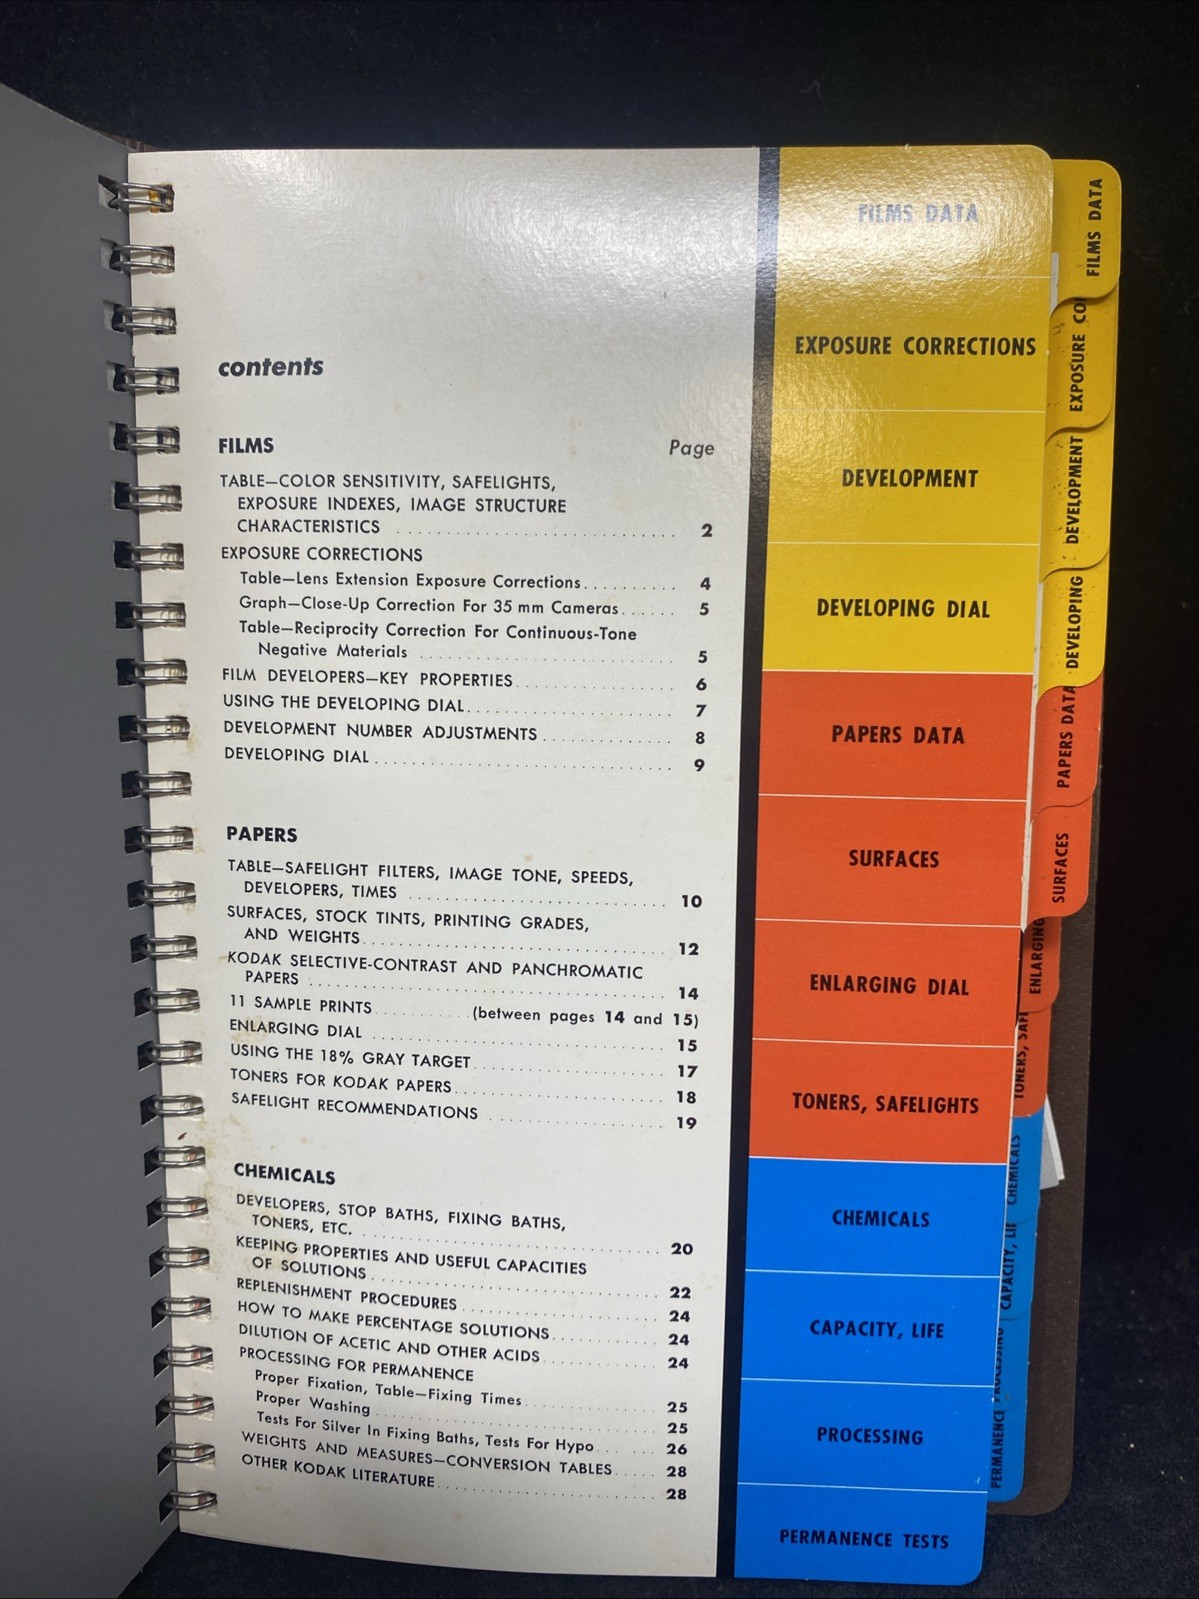 contents
FILMS Page
TABLE—COLOR SENSITIVITY, SAFELIGHTS,
EXPOSURE INDEXES, IMAGE STRUCTURE
CHARACTERISTICS 2
EXPOSURE CORRECTIONS
Table—Lens Extension Exposure Corrections 4
Graph—Close-Up Correction For 35 mm Cameras 5
Table—Reciprocity Correction For Continuous-Tone
Negative Materials 5
FILM DEVELOPERS—KEY PROPERTIES 6
USING THE DEVELOPING DIAL 7
DEVELOPMENT NUMBER ADJUSTMENTS 8
DEVELOPING DIAL 9
PAPERS
TABLE—SAFELIGHT FILTERS, IMAGE TONE, SPEEDS,
DEVELOPERS, TIMES 10
SURFACES, STOCK TINTS, PRINTING GRADES,
AND WEIGHTS 12
KODAK SELECTIVE-CONTRAST AND PANCHROMATIC
PAPERS 14
11 SAMPLE PRINTS (between pages 14 and 15)
ENLARGING DIAL 15
USING THE 18% GRAY TARGET 17
TONERS FOR KODAK PAPERS 18
SAFELIGHT RECOMMENDATIONS 19
CHEMICALS
DEVELOPERS, STOP BATHS, FIXING BATHS,
TONERS, ETC. 20
KEEPING PROPERTIES AND USEFUL CAPACITIES
OF SOLUTIONS 22
REPLENISHMENT PROCEDURES 24
HOW TO MAKE PERCENTAGE SOLUTIONS 24
DILUTION OF ACETIC AND OTHER ACIDS 24
PROCESSING FOR PERMANENCE
Proper Fixation, Table—Fixing Times 25
Proper Washing 25
Tests For Silver In Fixing Baths, Tests For Hypo 26
WEIGHTS AND MEASURES—CONVERSION TABLES 28
OTHER KODAK LITERATURE 28
FILMS DATA
EXPOSURE CORRECTIONS
DEVELOPMENT
DEVELOPING DIAL
PAPERS DATA
SURFACES
ENLARGING DIAL
TONERS, SAFELIGHTS
CHEMICALS
CAPACITY, LIFE
PROCESSING
PERMANENCE TESTS
FILMS DATA
EXPOSURE CO
DEVELOPMENT
DEVELOPING
PAPERS DATA
SURFACES
ENLARGING
TONERS, SAFE
CHEMICALS
CAPACITY, LIF
PROCESSING
PERMANENCE